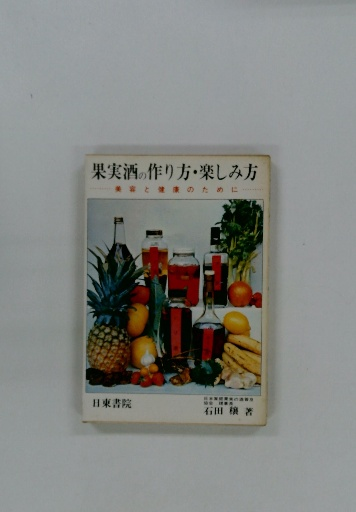 果実酒の作り方・楽しみ方
美容と健康のために
日東書院
石田 穣 著